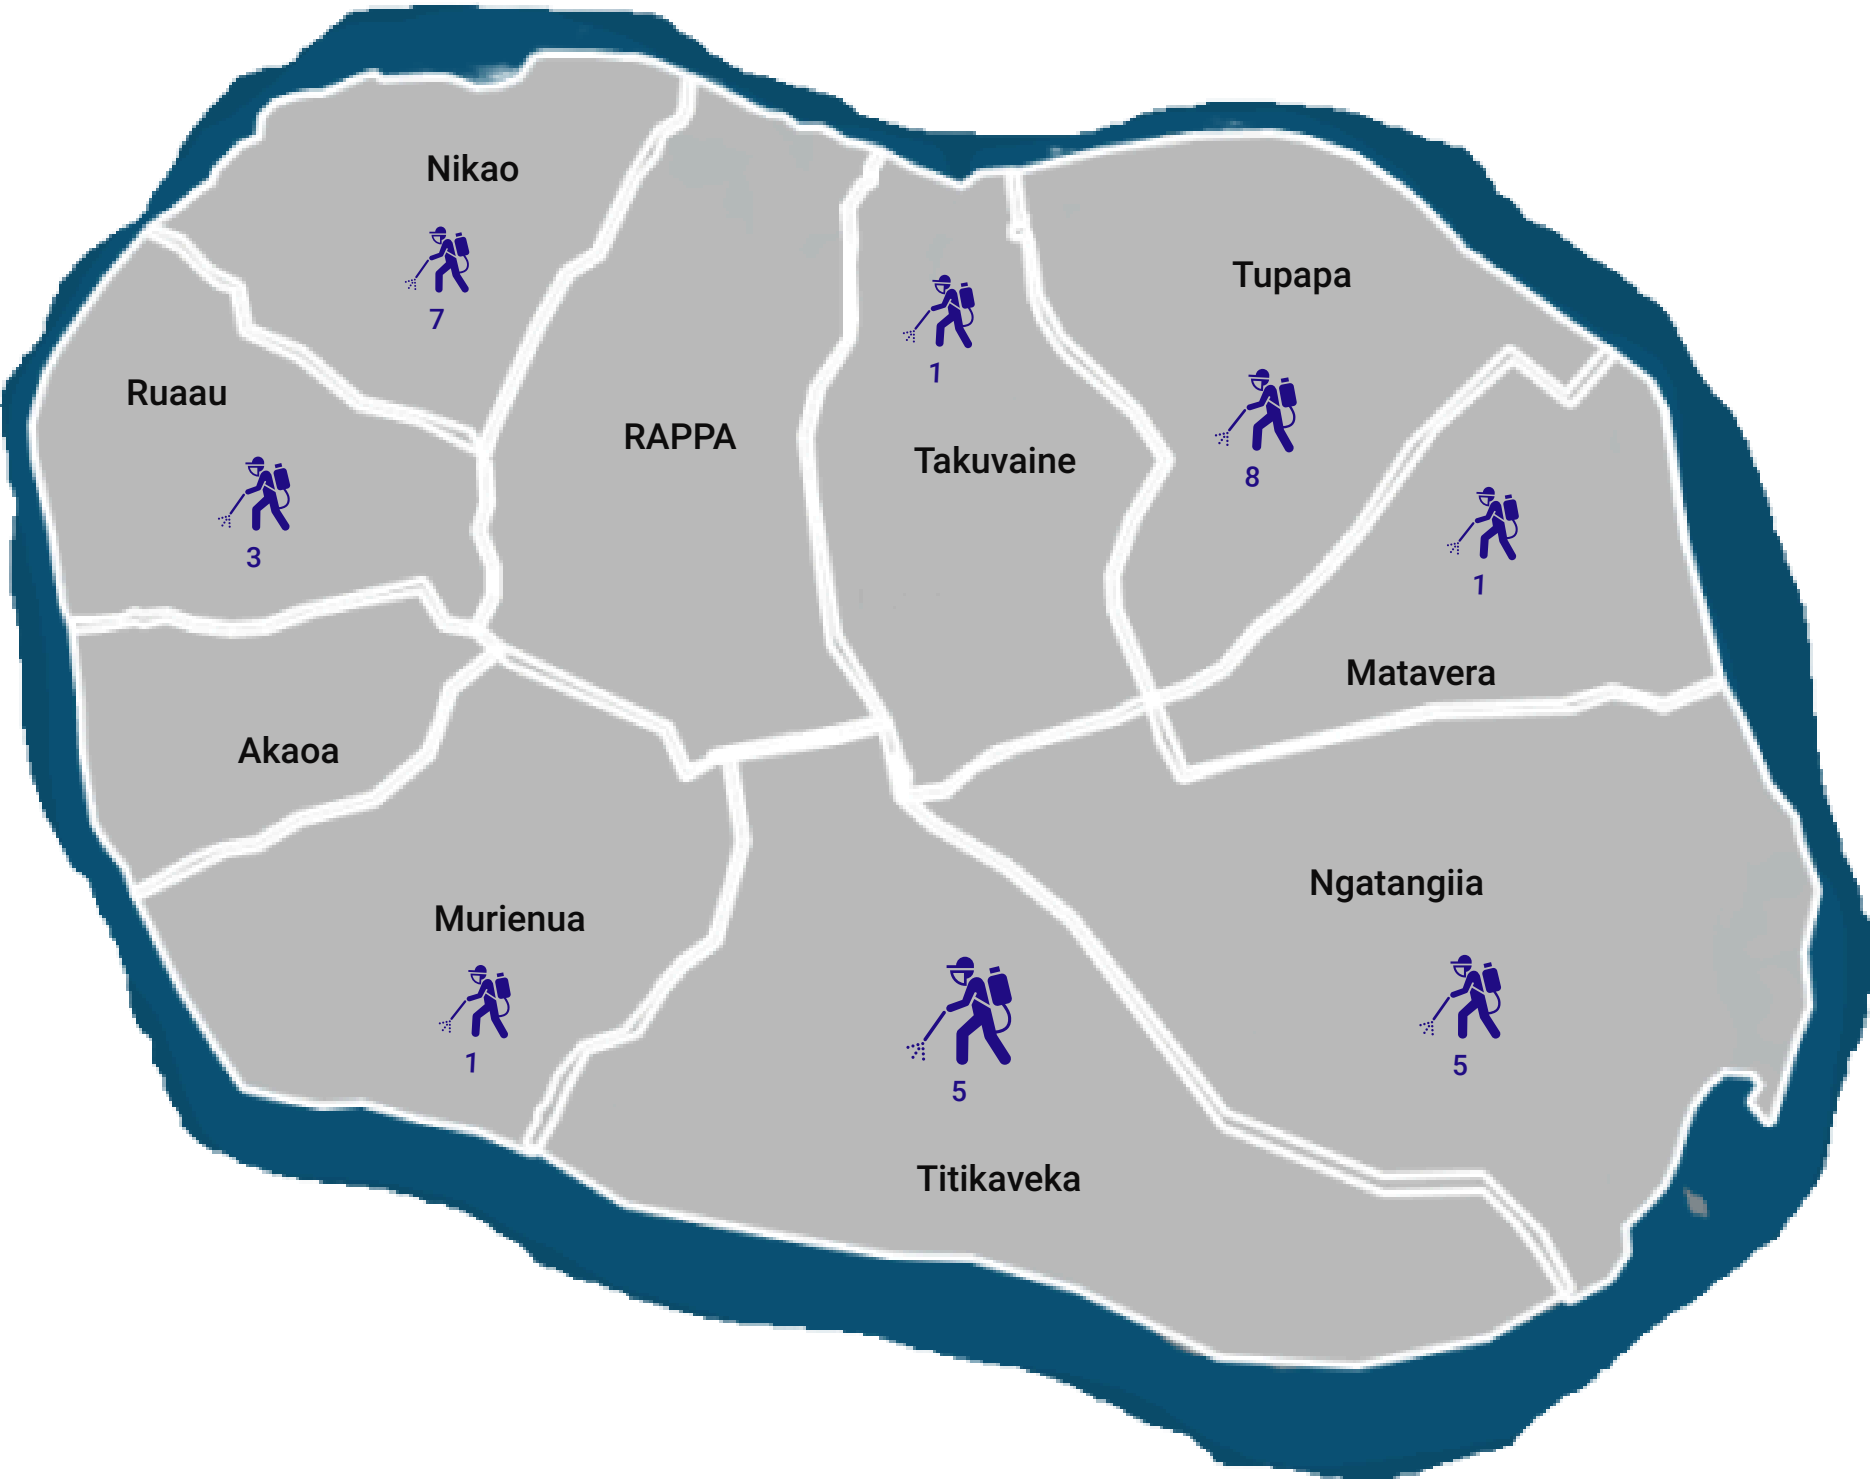 Nikao
7
Tupapa
8
1
Ruaau
3
RAPPA
Takuvaine
1
Matavera
Akaoa
Murienua
1
Ngatangiia
5
5
Titikaveka